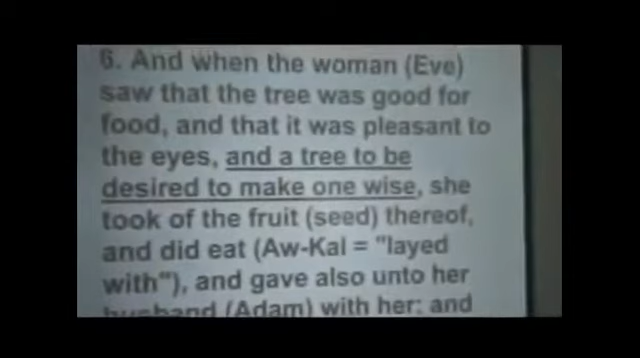 6. And when the woman (Eve)
saw that the tree was good for
food, and that it was pleasant to
the eyes, and a tree to be
desired to make one wise, she
took of the fruit (seed) thereof,
and did eat (Aw-Kal = "layed
with"), and gave also unto her
husband (Adam) with her: and